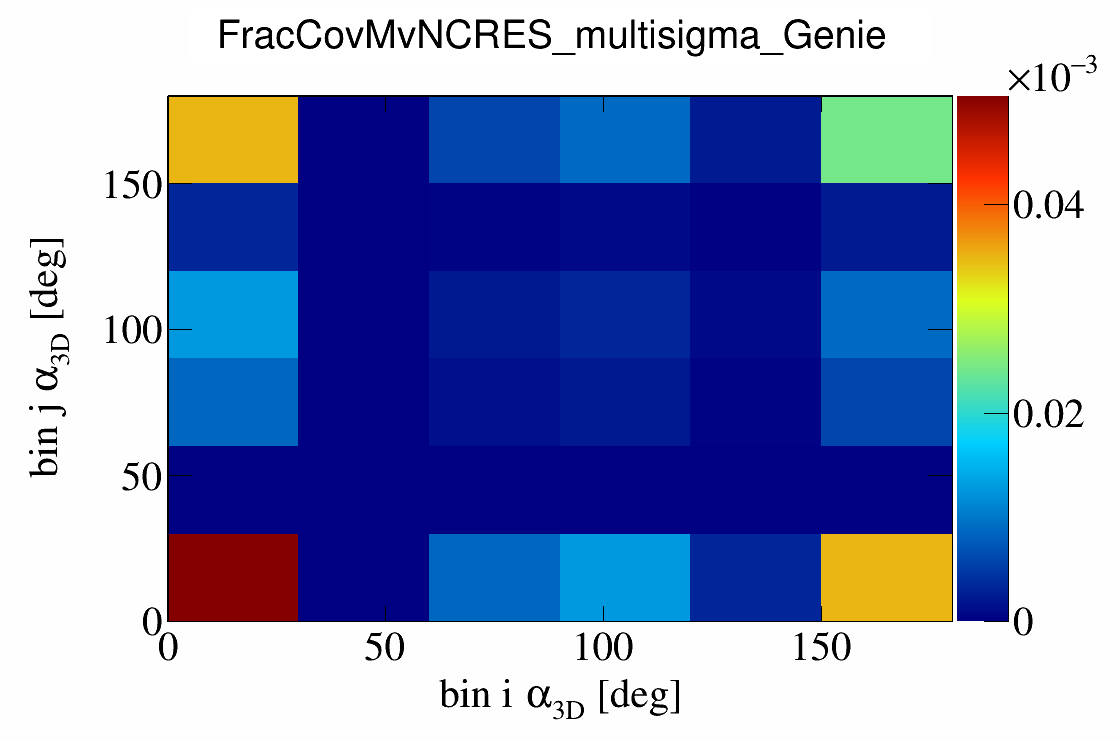 FracCovMvNCRES_multisigma_Genie
×10⁻³
150
100
50
0
0.04
0.02
0
0 50 100 150
bin j α3D [deg]
bin i α3D [deg]